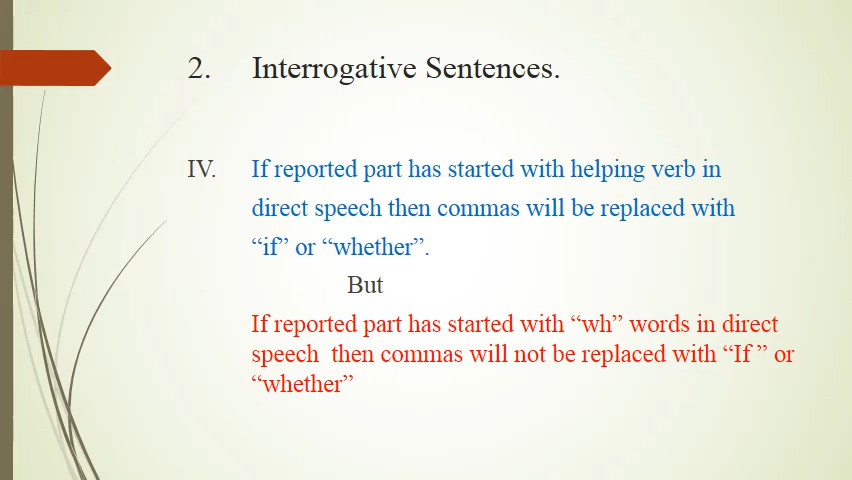 2. Interrogative Sentences.
IV. If reported part has started with helping verb in
direct speech then commas will be replaced with
“if” or “whether”.
But
If reported part has started with “wh” words in direct
speech then commas will not be replaced with “If ” or
“whether”